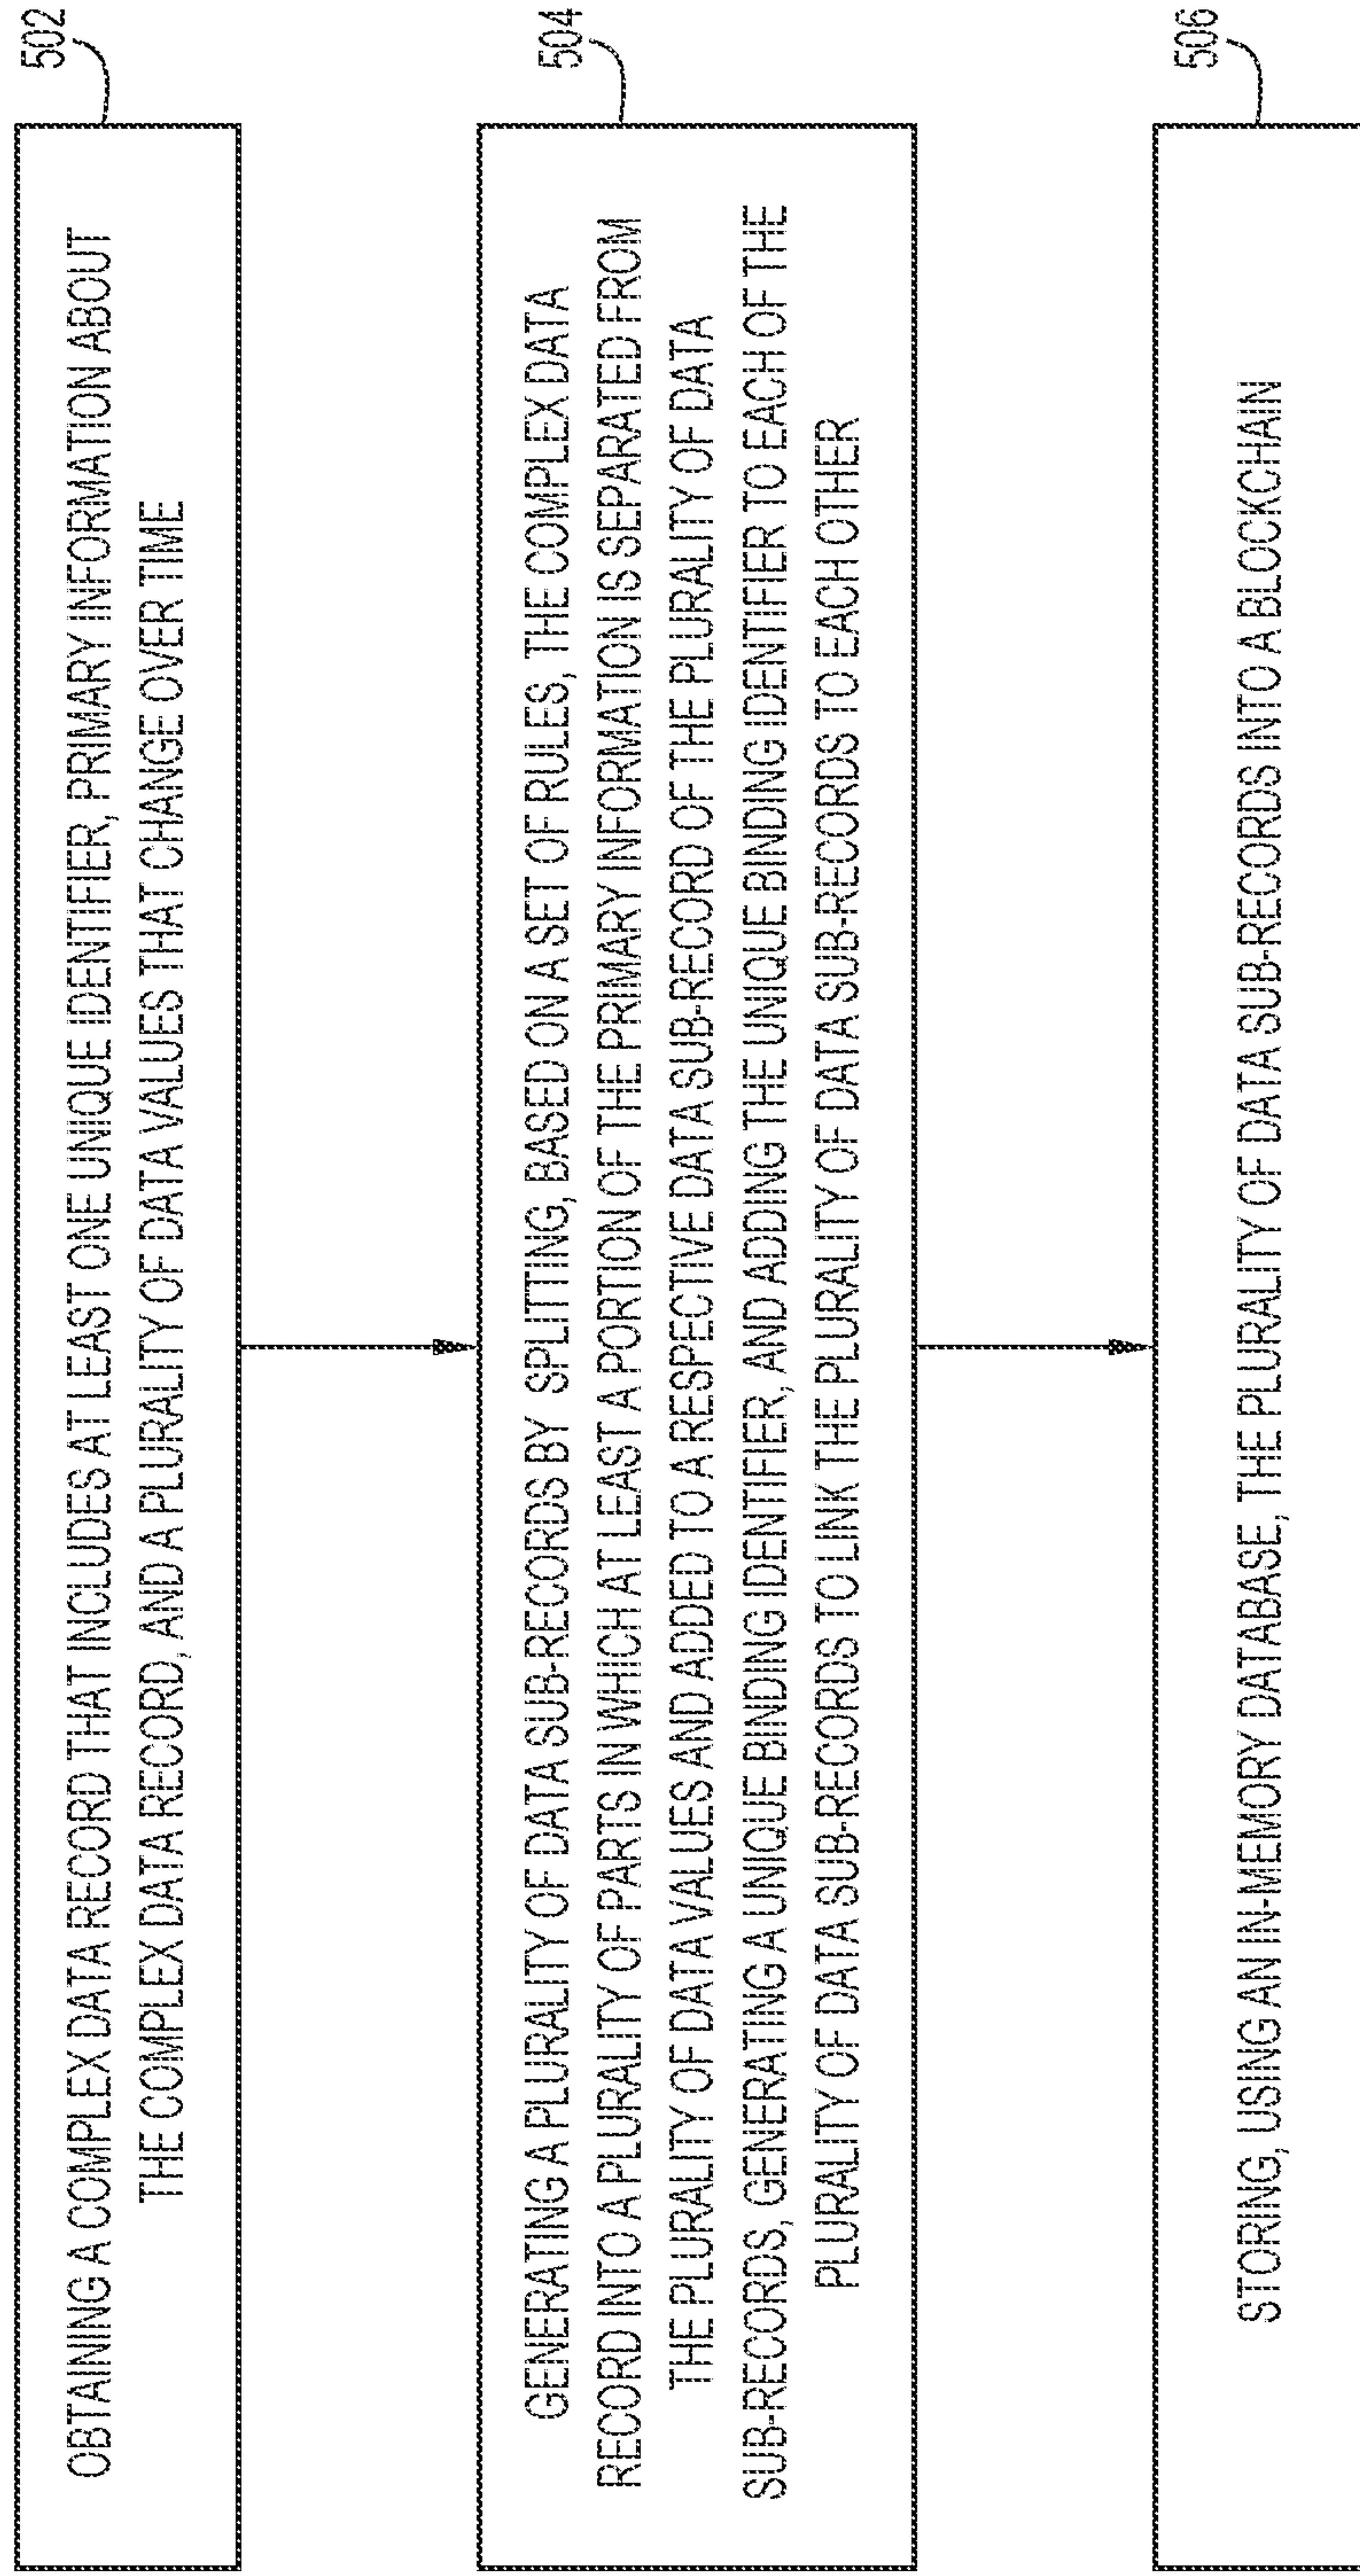 502
OBTAINING A COMPLEX DATA RECORD THAT INCLUDES AT LEAST ONE UNIQUE IDENTIFIER, PRIMARY INFORMATION ABOUT
THE COMPLEX DATA RECORD, AND A PLURALITY OF DATA VALUES THAT CHANGE OVER TIME
504
GENERATING A PLURALITY OF DATA SUB-RECORDS BY SPLITTING, BASED ON A SET OF RULES, THE COMPLEX DATA
RECORD INTO A PLURALITY OF PARTS IN WHICH AT LEAST A PORTION OF THE PRIMARY INFORMATION IS SEPARATED FROM
THE PLURALITY OF DATA VALUES AND ADDED TO A RESPECTIVE DATA SUB-RECORD OF THE PLURALITY OF DATA
SUB-RECORDS, GENERATING A UNIQUE BINDING IDENTIFIER, AND ADDING THE UNIQUE BINDING IDENTIFIER TO EACH OF THE
PLURALITY OF DATA SUB-RECORDS TO LINK THE PLURALITY OF DATA SUB-RECORDS TO EACH OTHER
506
STORING, USING AN IN-MEMORY DATABASE, THE PLURALITY OF DATA SUB-RECORDS INTO A BLOCKCHAIN